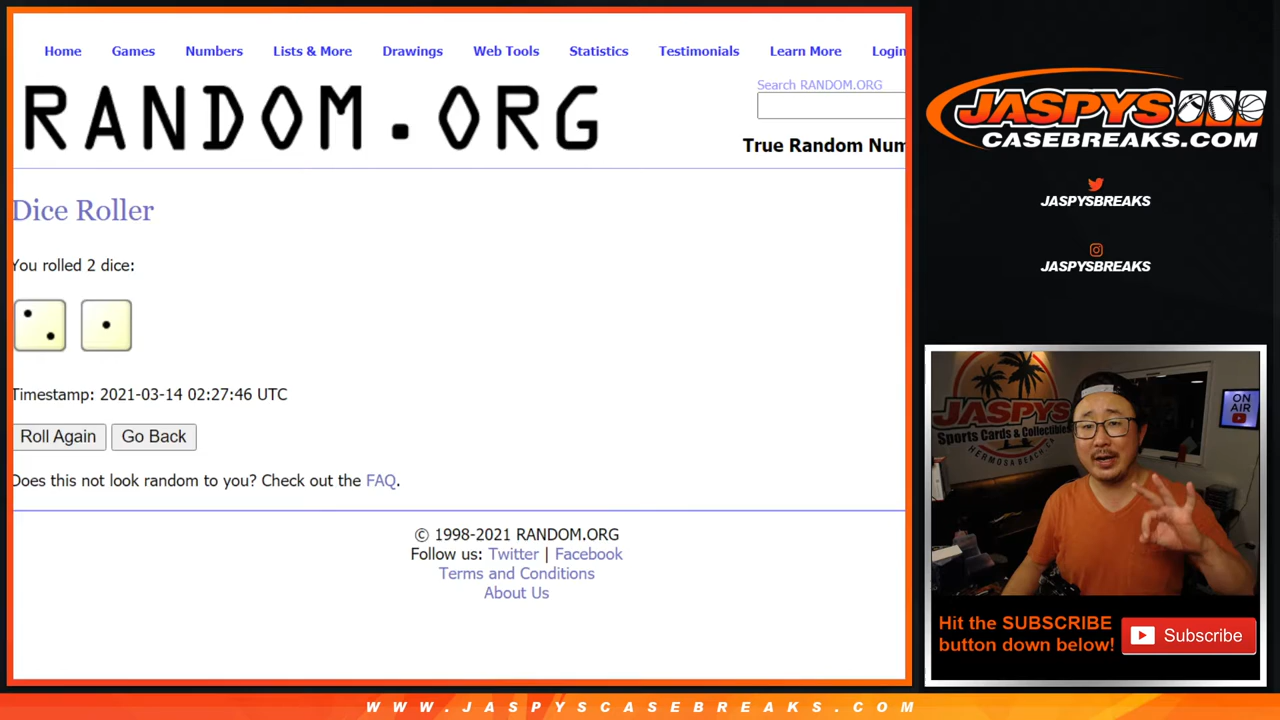 Home Games Numbers Lists & More Drawings Web Tools Statistics Testimonials Learn More Login
RANDOM.ORG
Search RANDOM.ORG
True Random Num
Dice Roller
You rolled 2 dice:
Timestamp: 2021-03-14 02:27:46 UTC
Roll Again Go Back
Does this not look random to you? Check out the FAQ.
© 1998-2021 RANDOM.ORG
Follow us: Twitter | Facebook
Terms and Conditions
About Us
JASPYS
CASEBREAKS.COM
JASPYSBREAKS
JASPYSBREAKS
JASPYS
Sports Cards & Collectibles
HERMOSA BEACH, CA
ON
AIR
Hit the SUBSCRIBE
button down below!
Subscribe
WWW.JASPYSCASEBREAKS.COM